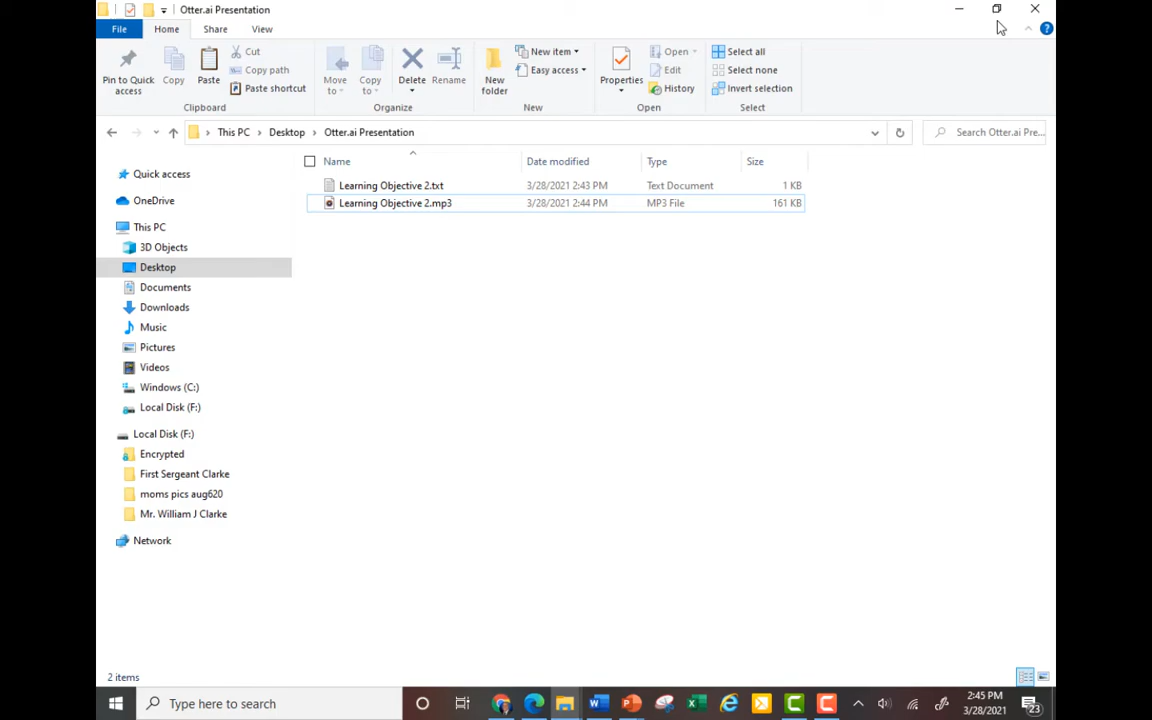 Otter.ai Presentation
File Home Share View
Pin to Quick access
Copy
Paste
Cut
Copy path
Paste shortcut
Move to
Copy to
Delete
Rename
New folder
New item
Easy access
Properties
Open
Edit
History
Select all
Select none
Invert selection
Clipboard Organize New Open Select
This PC Desktop Otter.ai Presentation
Search Otter.ai Pre...
Name Date modified Type Size
Learning Objective 2.txt 3/28/2021 2:43 PM Text Document 1 KB
Learning Objective 2.mp3 3/28/2021 2:44 PM MP3 File 161 KB
Quick access
OneDrive
This PC
3D Objects
Desktop
Documents
Downloads
Music
Pictures
Videos
Windows (C:)
Local Disk (F:)
Local Disk (F:)
Encrypted
First Sergeant Clarke
moms pics aug620
Mr. William J Clarke
Network
2 items
Type here to search
2:45 PM
3/28/2021
23